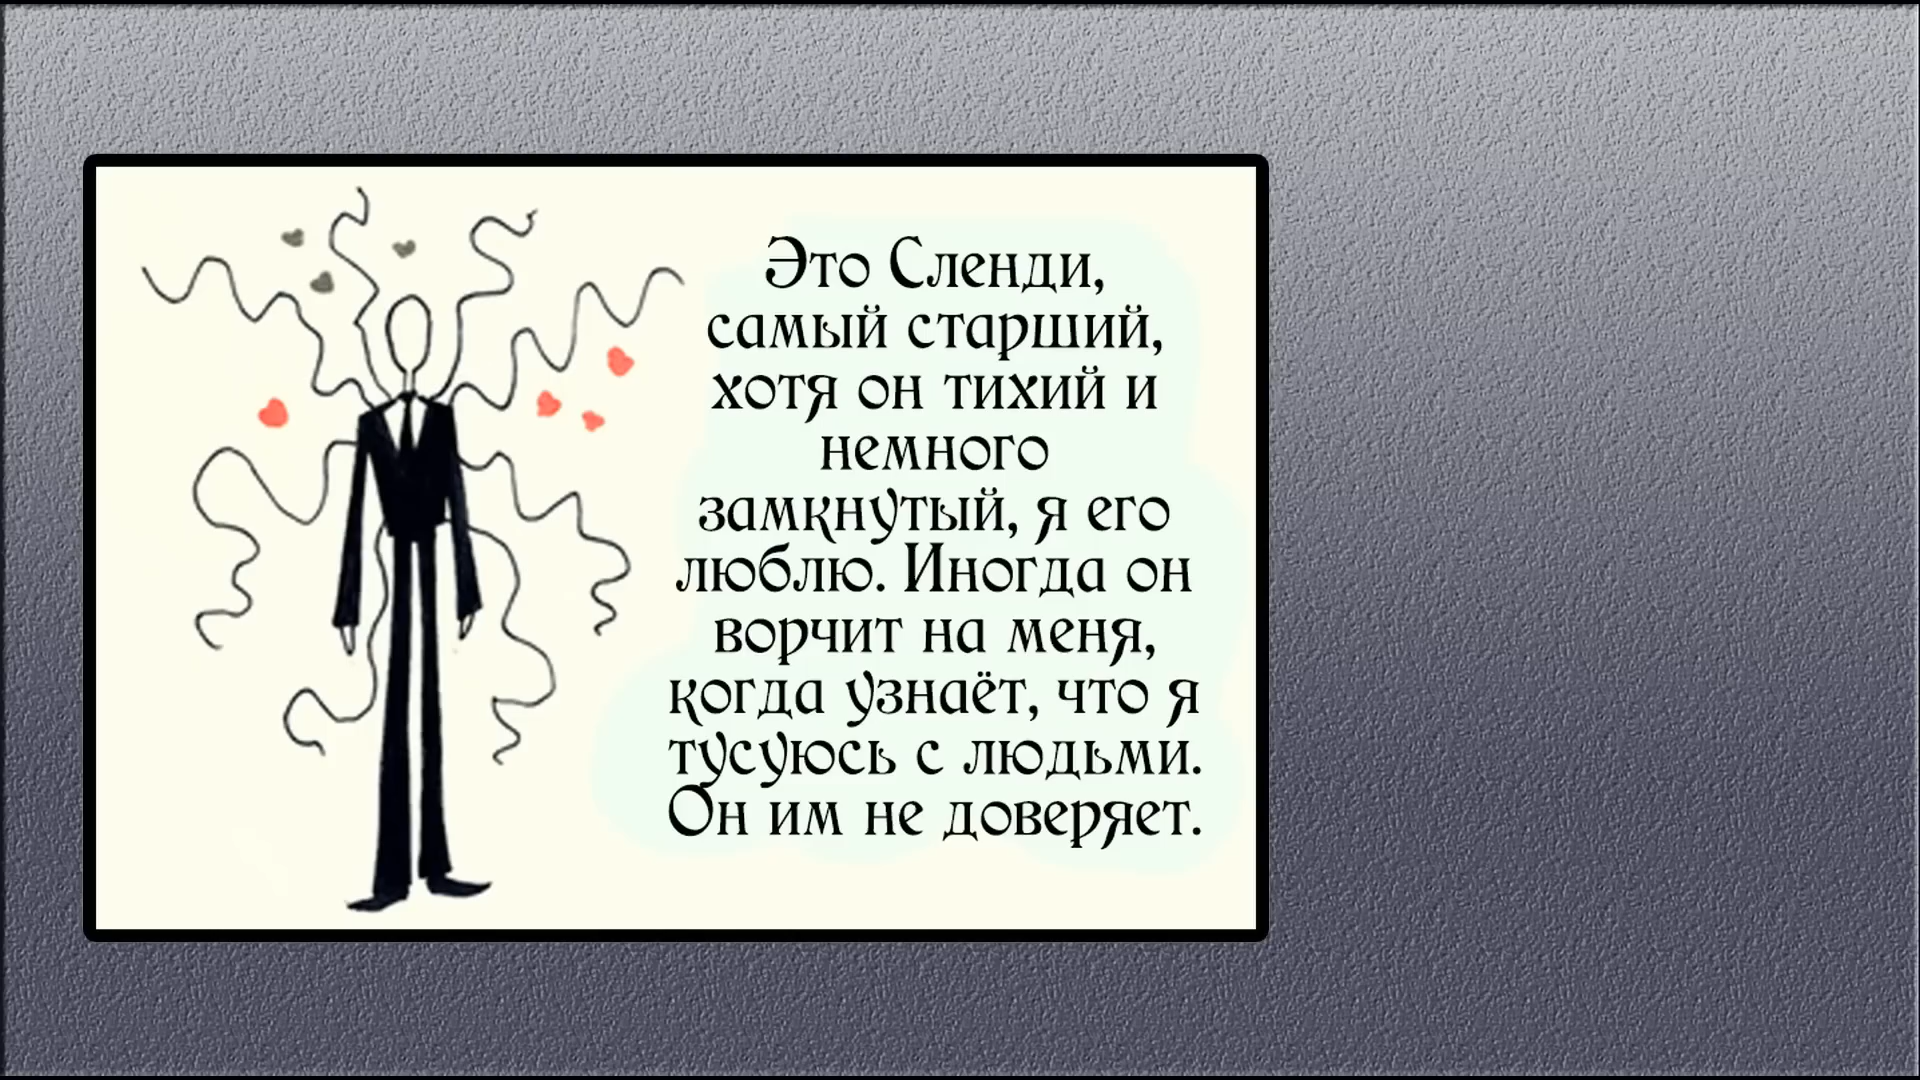 Это Сленди,
самый старший,
хотя он тихий и
немного
замкнутый, я его
люблю. Иногда он
ворчит на меня,
когда узнаёт, что я
тусуюсь с людьми.
Он им не доверяет.